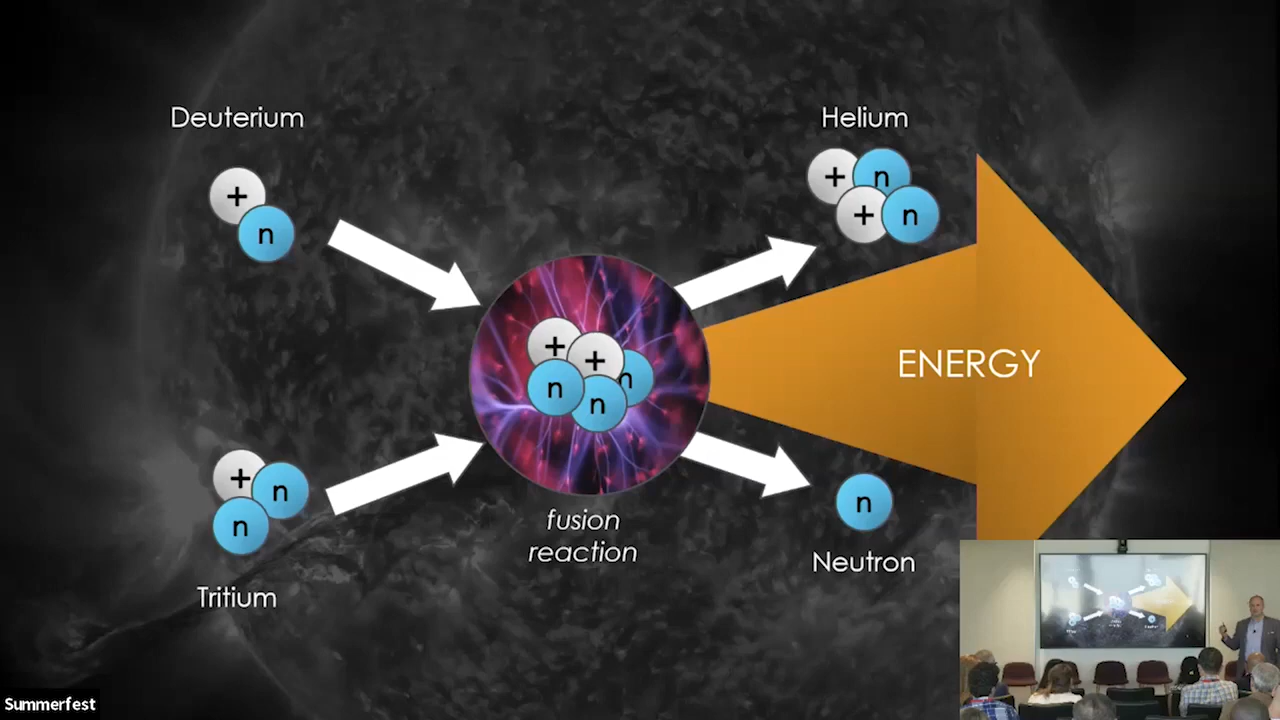 Deuterium
+
n
Helium
+
n
+
n
+
+
n
n
n
ENERGY
+
n
n
n
fusion
reaction
Neutron
Tritium
Summerfest